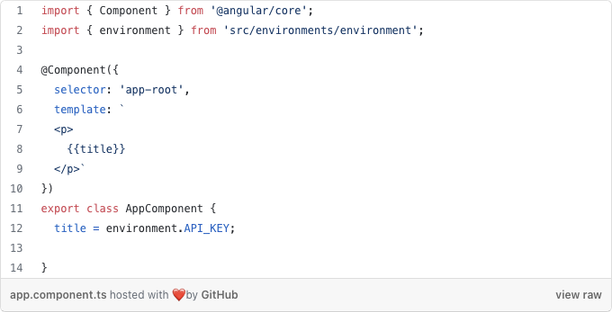 1 import { Component } from '@angular/core';
2 import { environment } from 'src/environments/environment';
3
4 @Component({
5   selector: 'app-root',
6   template: `
7   <p>
8     {{title}}
9   </p>`
10 })
11 export class AppComponent {
12   title = environment.API_KEY;
13
14 }
app.component.ts hosted with ❤ by GitHub view raw